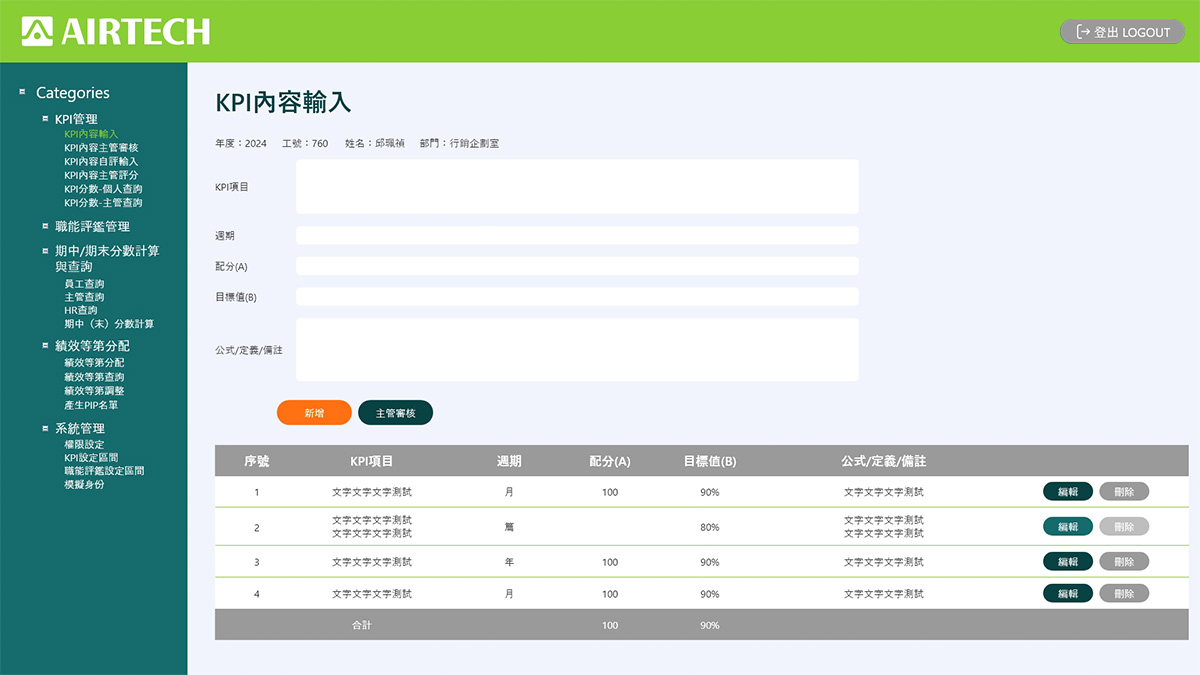 AIRTECH
登出 LOGOUT
Categories
KPI管理
KPI內容輸入
KPI內容主管審核
KPI內容自評輸入
KPI內容主管評分
KPI分數-個人查詢
KPI分數-主管查詢
職能評鑑管理
期中/期末分數計算
與查詢
員工查詢
主管查詢
HR查詢
期中（末）分數計算
績效等第分配
績效等第分配
績效等第查詢
績效等第調整
產生PIP名單
系統管理
權限設定
KPI設定區間
職能評鑑設定區間
模擬身份
KPI內容輸入
年度：2024 工號：760 姓名：邱珮禎 部門：行銷企劃室
KPI項目
週期
配分(A)
目標值(B)
公式/定義/備註
新增 主管審核
序號 KPI項目 週期 配分(A) 目標值(B) 公式/定義/備註
1 文字文字文字測試 月 100 90% 文字文字文字測試 編輯 刪除
文字文字文字測試 文字文字文字測試
2 篤 80% 編輯 刪除
文字文字文字測試 文字文字文字測試
3 文字文字文字測試 年 100 90% 文字文字文字測試 編輯 刪除
4 文字文字文字測試 月 100 90% 文字文字文字測試 編輯 刪除
合計 100 90%